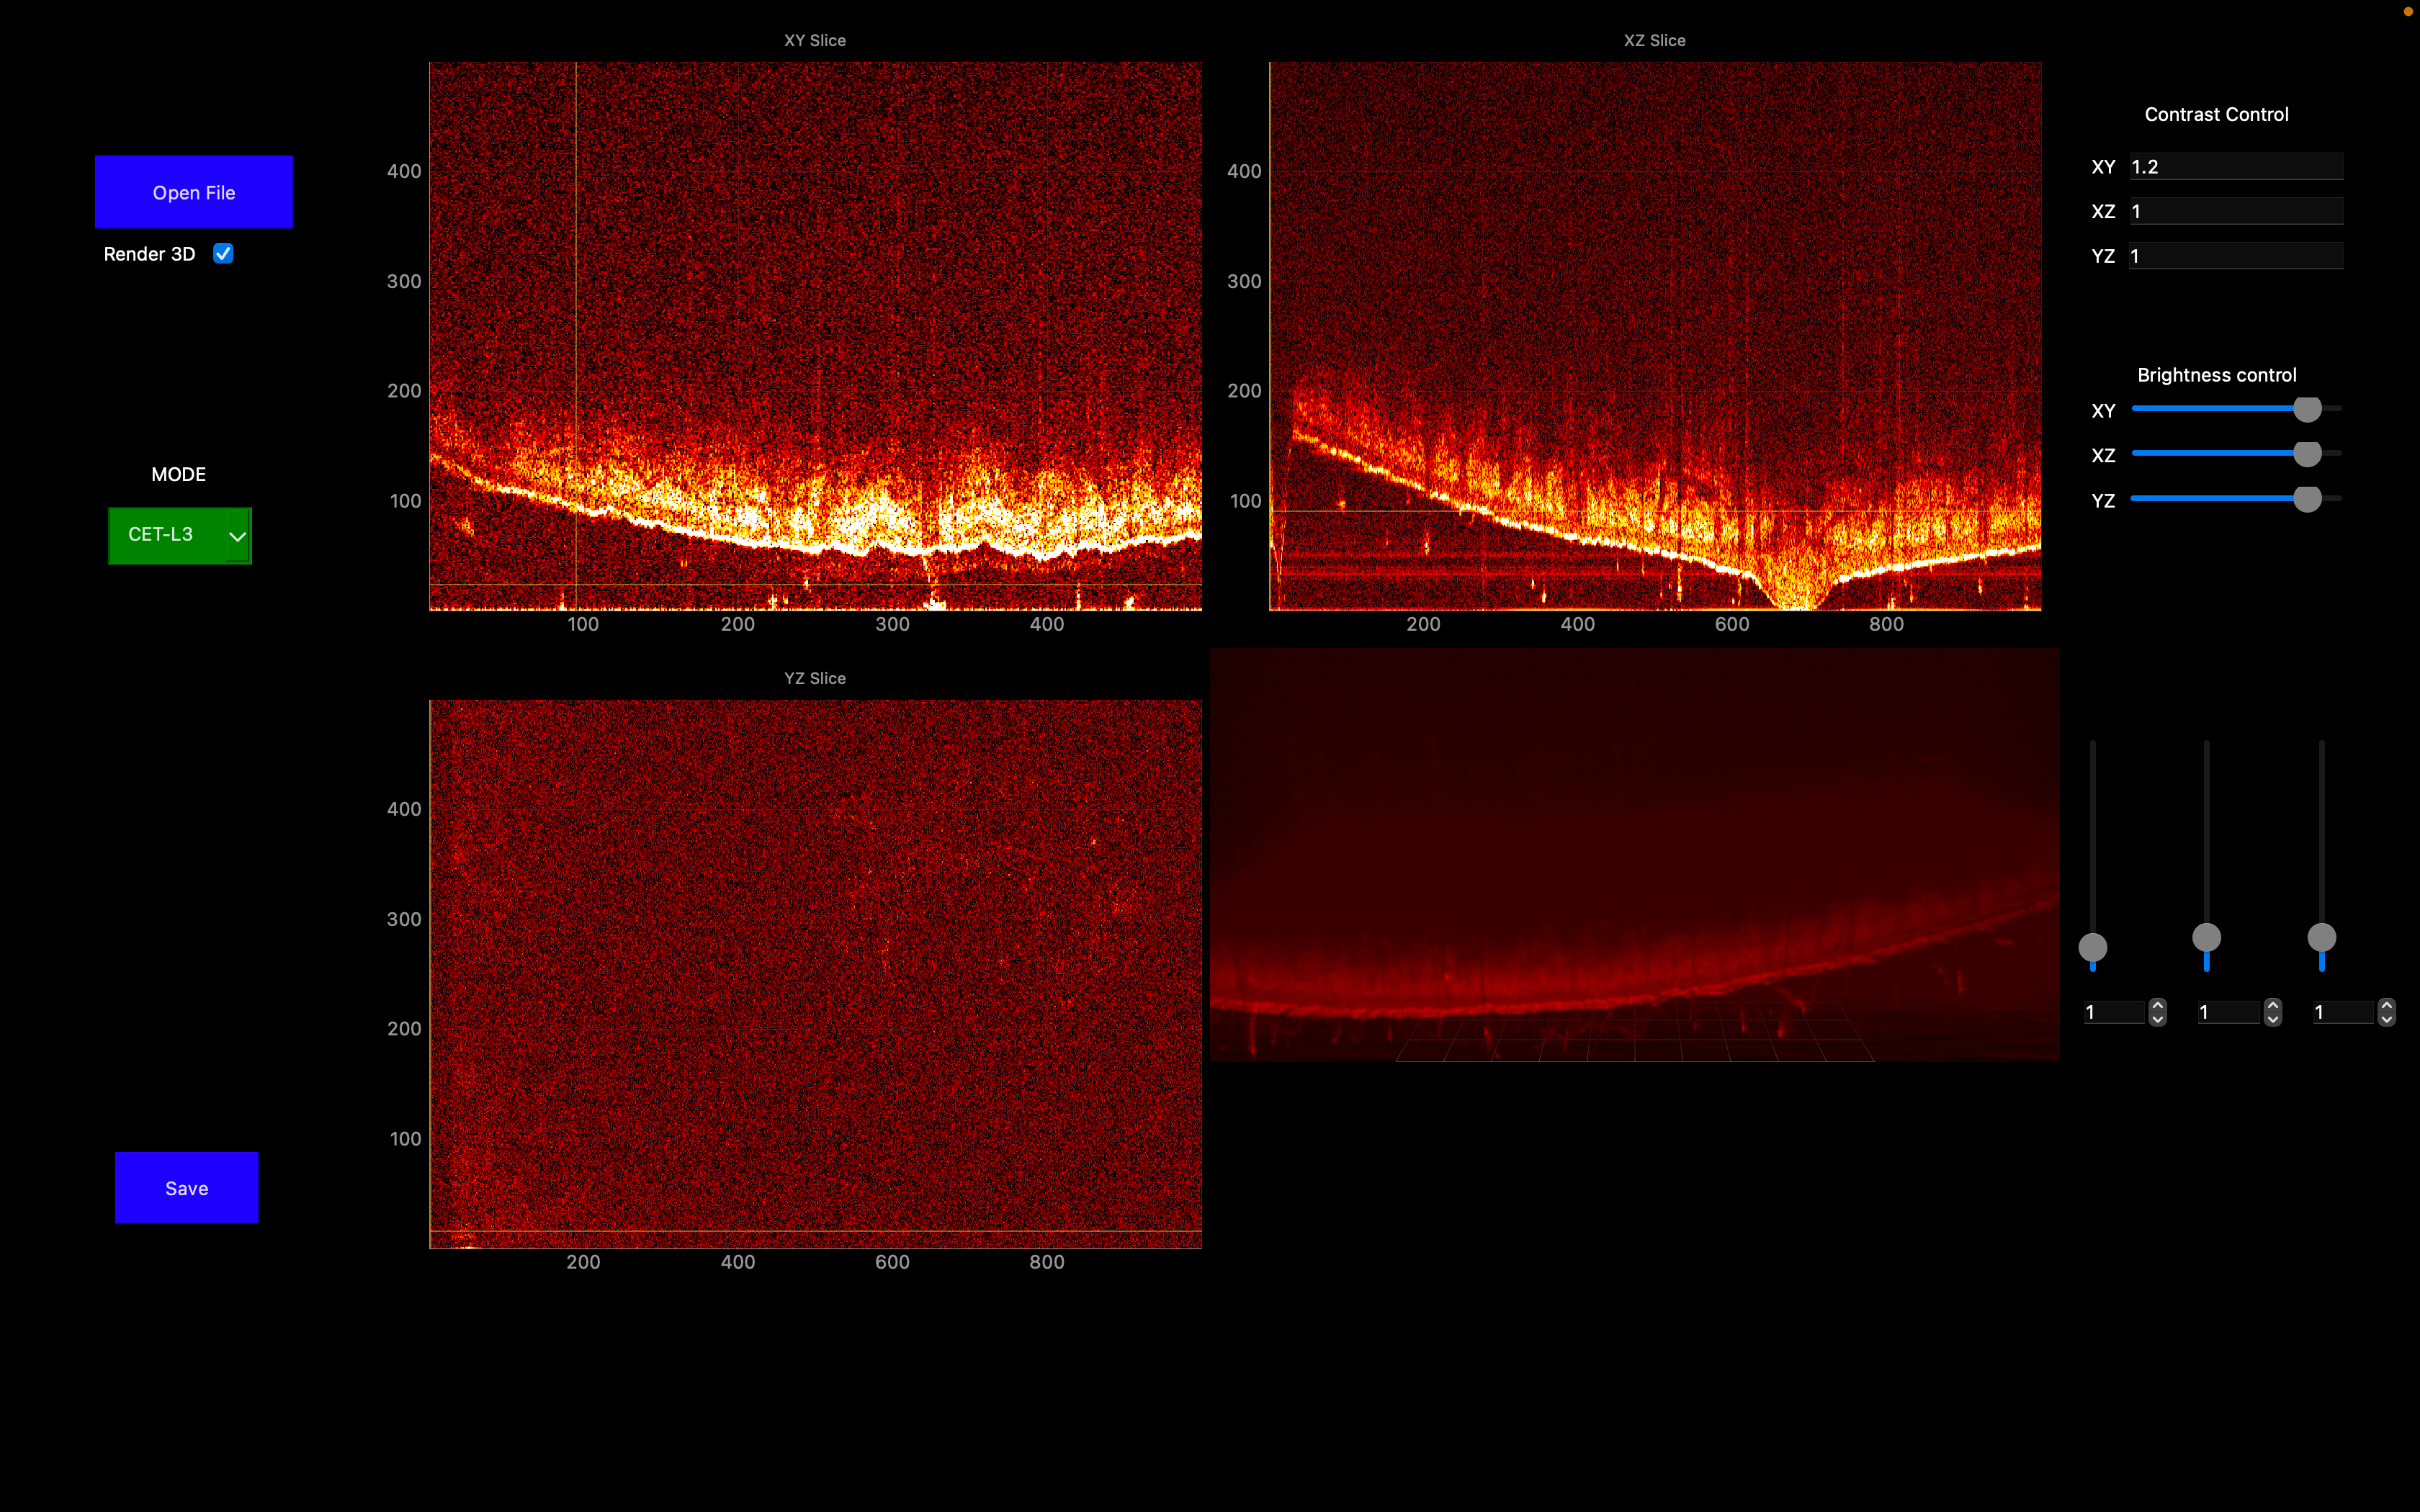 XY Slice
XZ Slice
Open File
Render 3D
MODE
CET-L3
Save
400
300
200
100
100 200 300 400
400
300
200
100
200 400 600 800
YZ Slice
400
300
200
100
200 400 600 800
Contrast Control
XY 1.2
XZ 1
YZ 1
Brightness control
XY
XZ
YZ
1 1 1